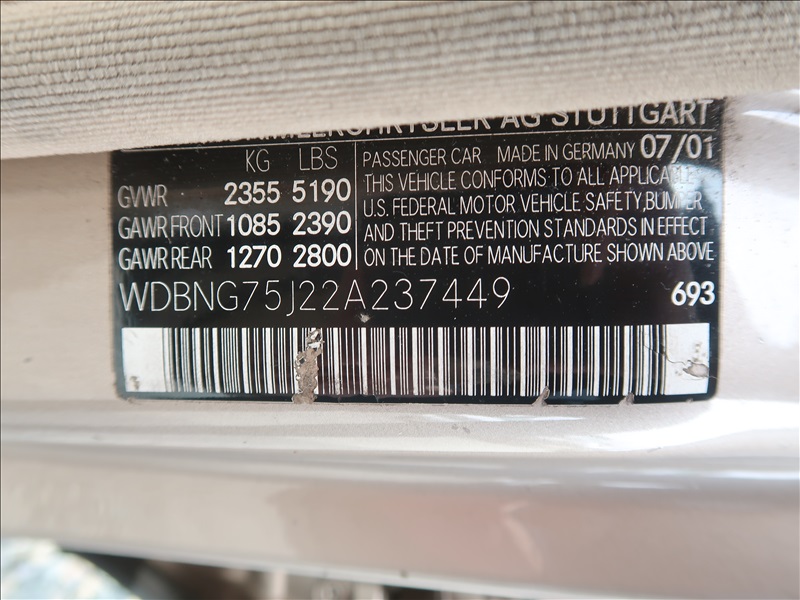 AG STUTTGART
KG LBS
GVWR 2355 5190
GAWR FRONT 1085 2390
GAWR REAR 1270 2800
PASSENGER CAR MADE IN GERMANY 07/01
THIS VEHICLE CONFORMS TO ALL APPLICABLE
U.S. FEDERAL MOTOR VEHICLE SAFETY, BUMPER
AND THEFT PREVENTION STANDARDS IN EFFECT
ON THE DATE OF MANUFACTURE SHOWN ABOVE
WDBNG75J22A237449 693